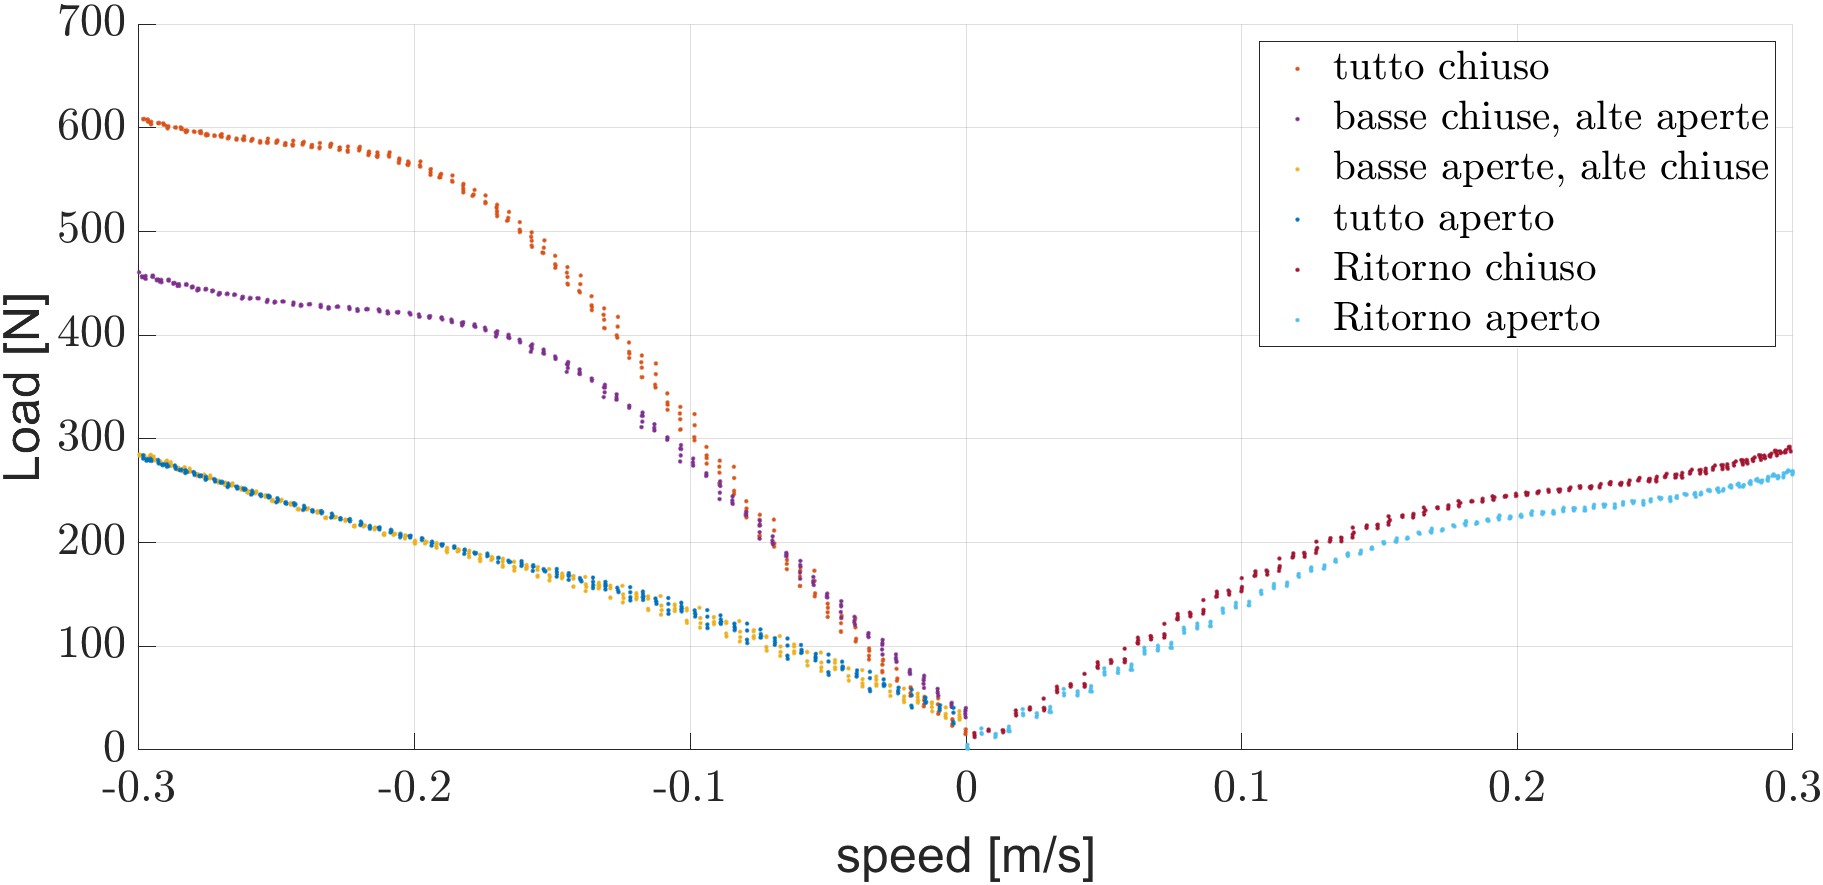 700
600
500
400
300
200
100
0
Load [N]
-0.3 -0.2 -0.1 0 0.1 0.2 0.3
speed [m/s]
tutto chiuso
basse chiuse, alte aperte
basse aperte, alte chiuse
tutto aperto
Ritorno chiuso
Ritorno aperto